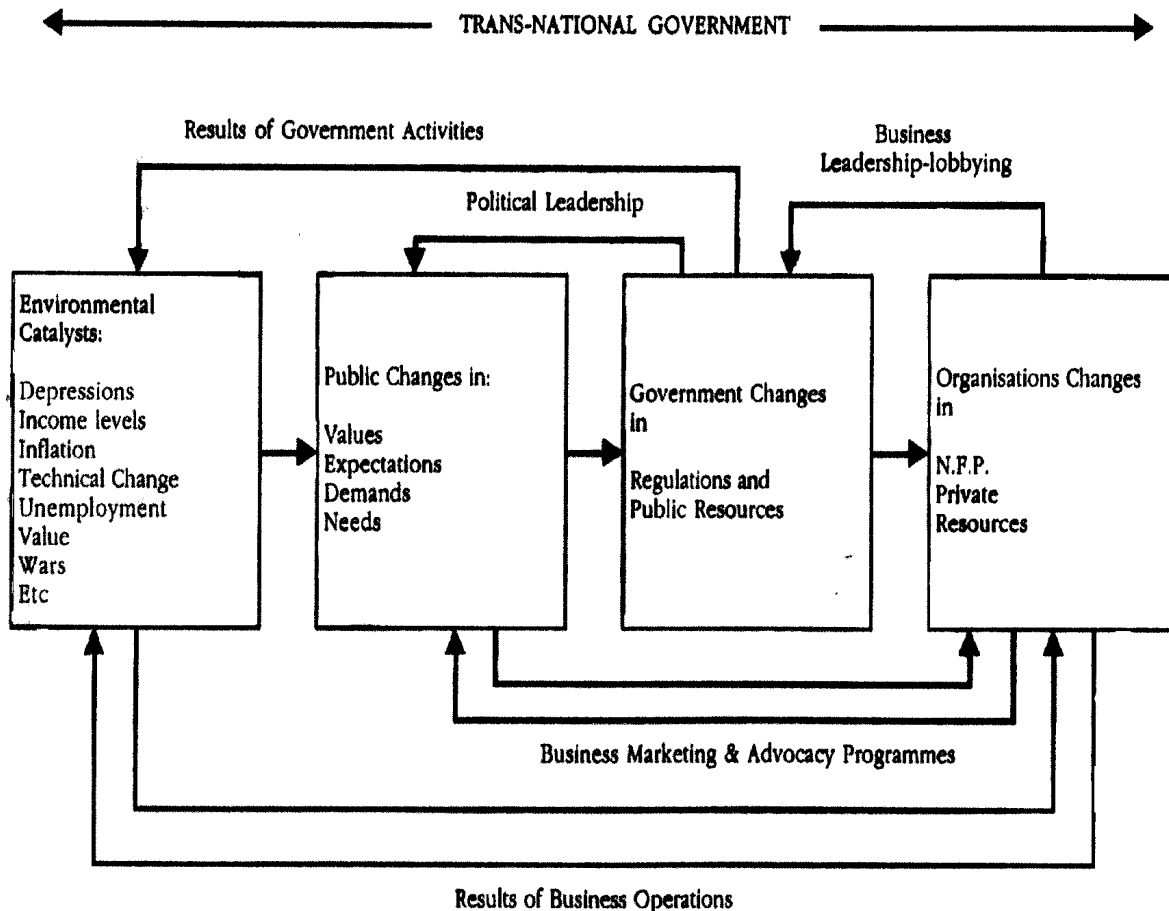 TRANS-NATIONAL GOVERNMENT
Results of Government Activities
Business
Leadership-lobbying
Political Leadership
Environmental
Catalysts:
Depressions
Income levels
Inflation
Technical Change
Unemployment
Value
Wars
Etc
Public Changes in:
Values
Expectations
Demands
Needs
Government Changes
in
Regulations and
Public Resources
Organisations Changes
in
N.F.P.
Private
Resources
Business Marketing & Advocacy Programmes
Results of Business Operations